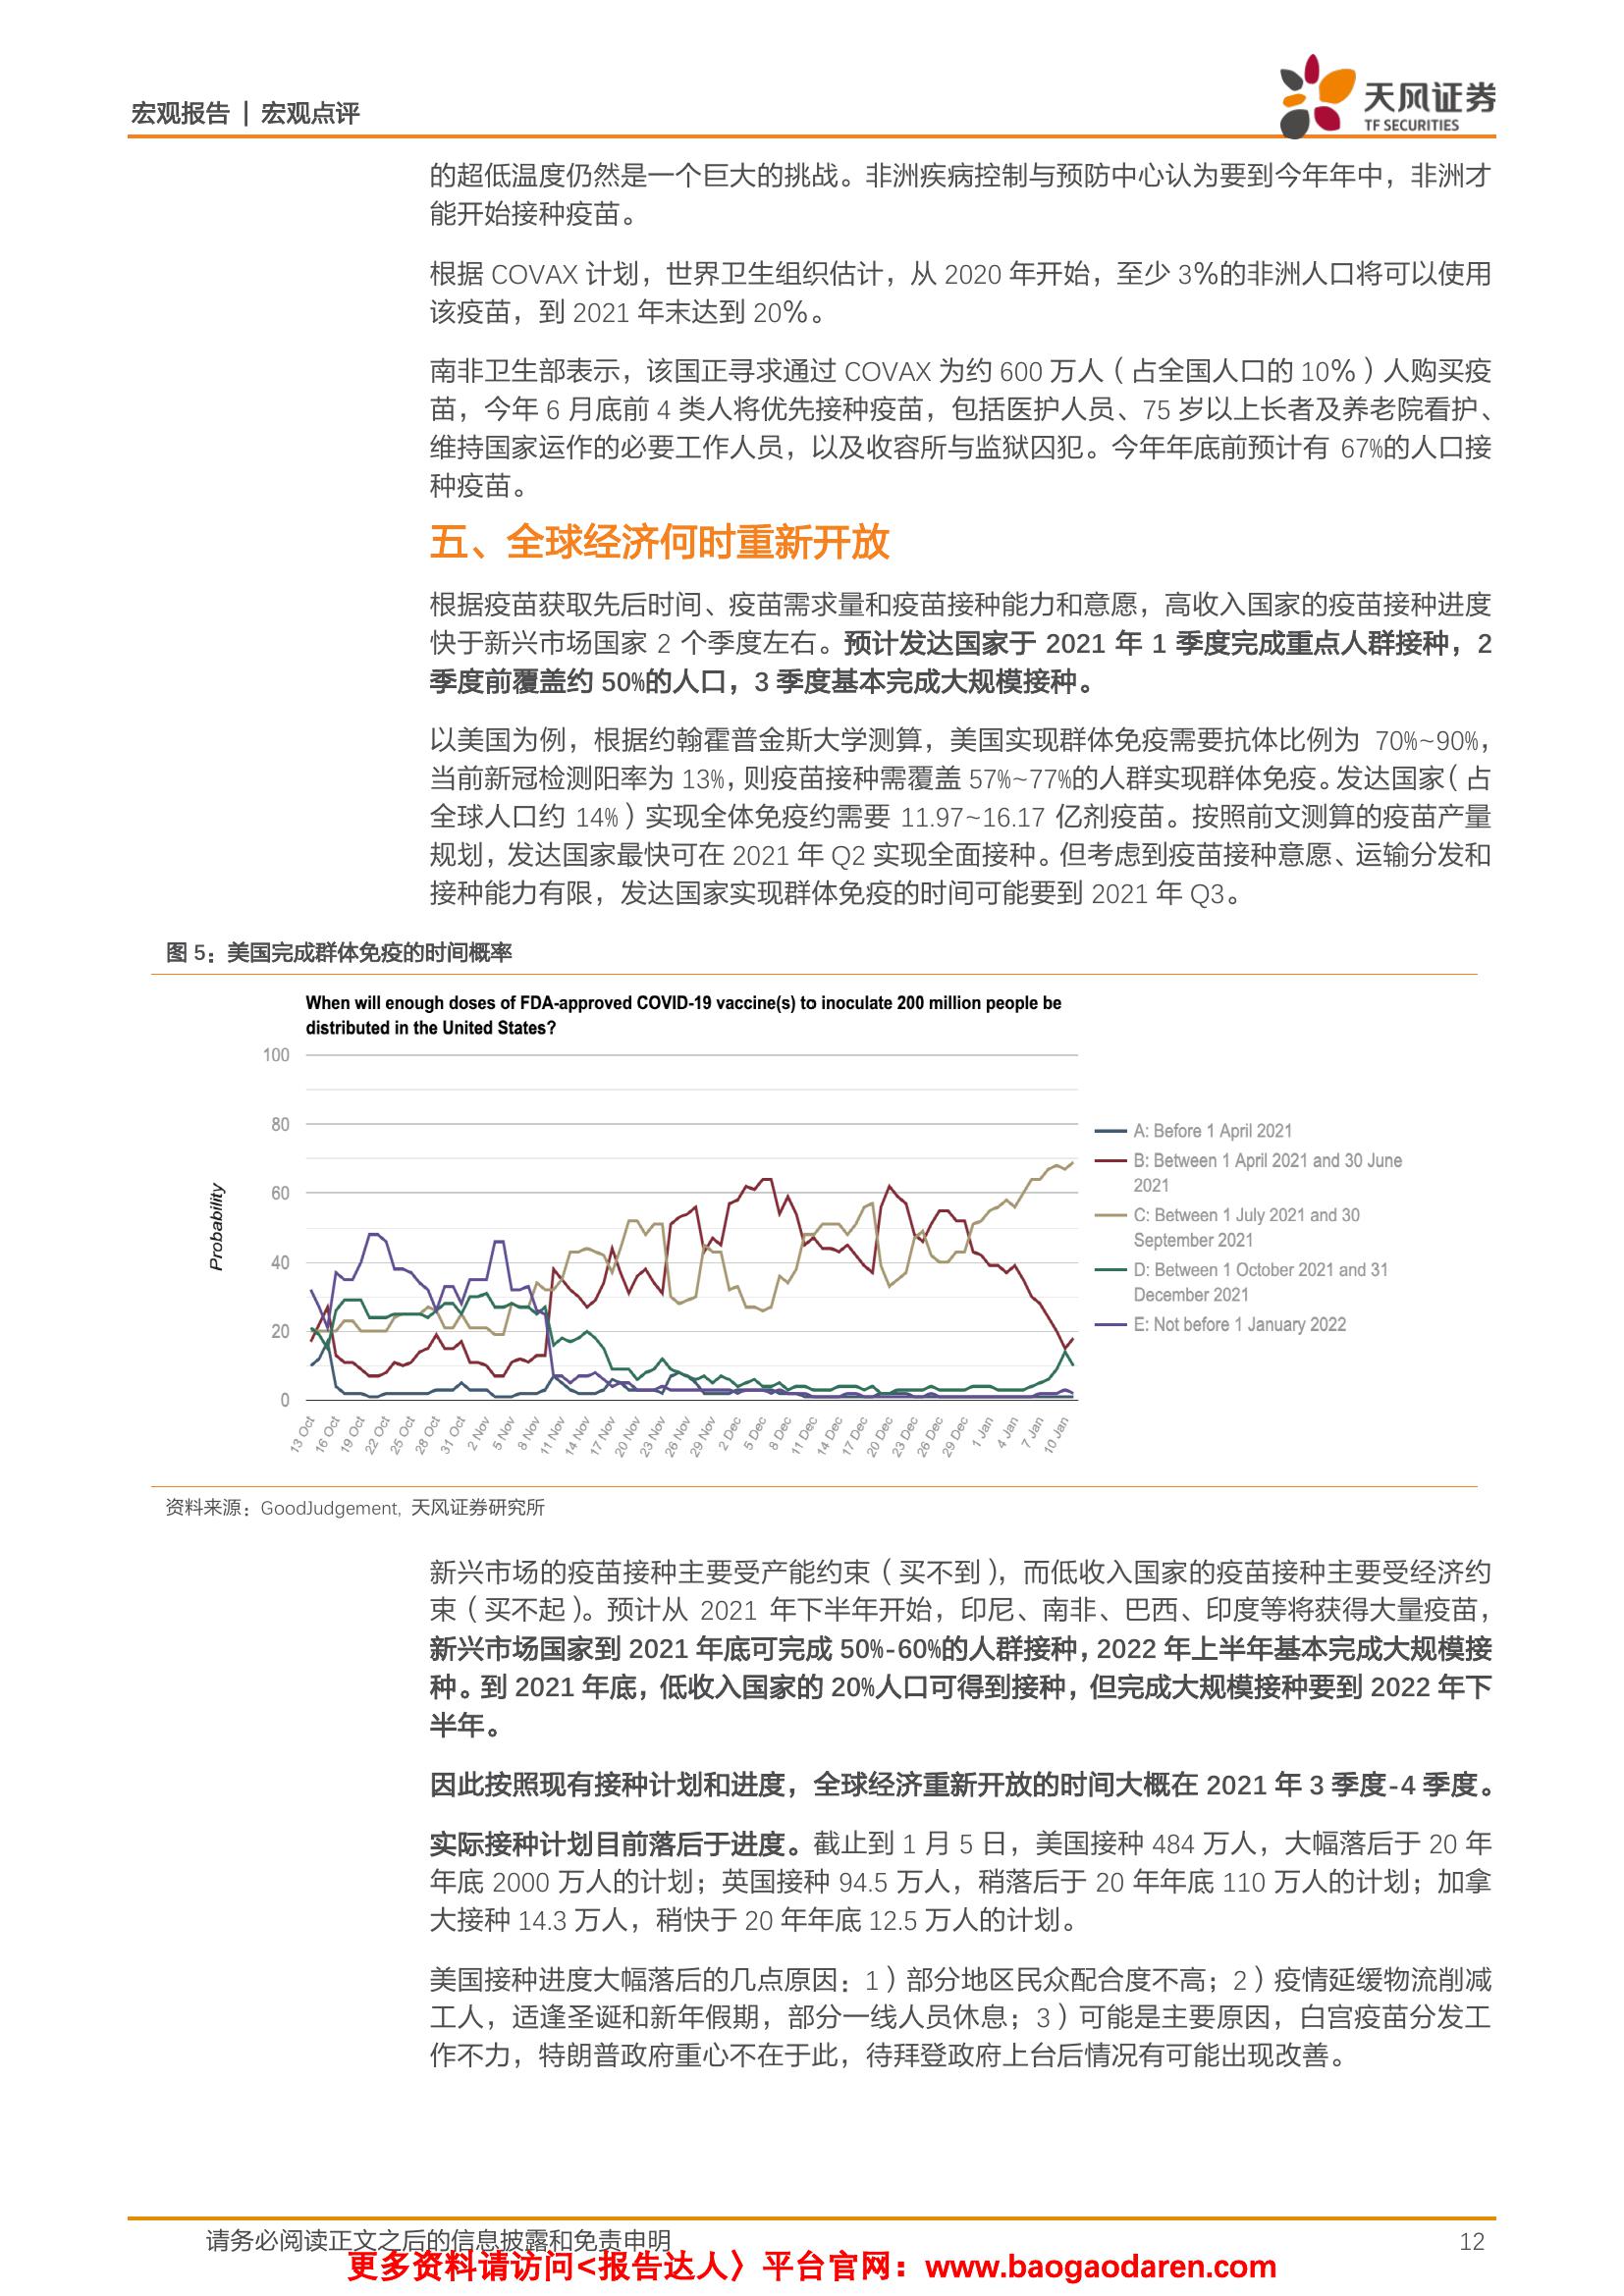 宏观报告 | 宏观点评
天风证券
TF SECURITIES
的超低温度仍然是一个巨大的挑战。非洲疾病控制与预防中心认为要到今年年中，非洲才
能开始接种疫苗。
根据 COVAX 计划，世界卫生组织估计，从 2020 年开始，至少 3%的非洲人口将可以使用
该疫苗，到 2021 年末达到 20%。
南非卫生部表示，该国正寻求通过 COVAX 为约 600 万人（占全国人口的 10%）人购买疫
苗，今年 6 月底前 4 类人将优先接种疫苗，包括医护人员、75 岁以上长者及养老院看护、
维持国家运作的必要工作人员，以及收容所与监狱囚犯。今年年底前预计有 67%的人口接
种疫苗。
五、全球经济何时重新开放
根据疫苗获取先后时间、疫苗需求量和疫苗接种能力和意愿，高收入国家的疫苗接种进度
快于新兴市场国家 2 个季度左右。预计发达国家于 2021 年 1 季度完成重点人群接种，2
季度前覆盖约 50%的人口，3 季度基本完成大规模接种。
以美国为例，根据约翰霍普金斯大学测算，美国实现群体免疫需要抗体比例为 70%~90%，
当前新冠检测阳率为 13%，则疫苗接种需覆盖 57%~77%的人群实现群体免疫。发达国家（占
全球人口约 14%）实现全体免疫约需要 11.97~16.17 亿剂疫苗。按照前文测算的疫苗产量
规划，发达国家最快可在 2021 年 Q2 实现全面接种。但考虑到疫苗接种意愿、运输分发和
接种能力有限，发达国家实现群体免疫的时间可能要到 2021 年 Q3。
图 5：美国完成群体免疫的时间概率
When will enough doses of FDA-approved COVID-19 vaccine(s) to inoculate 200 million people be
distributed in the United States?
100
80
60
40
20
0
Probability
A: Before 1 April 2021
B: Between 1 April 2021 and 30 June
2021
C: Between 1 July 2021 and 30
September 2021
D: Between 1 October 2021 and 31
December 2021
E: Not before 1 January 2022
13 Oct 16 Oct 19 Oct 22 Oct 25 Oct 28 Oct 31 Oct 2 Nov 5 Nov 8 Nov 11 Nov 14 Nov 17 Nov 20 Nov 23 Nov 26 Nov 29 Nov 2 Dec 5 Dec 8 Dec 11 Dec 14 Dec 17 Dec 20 Dec 23 Dec 26 Dec 29 Dec 1 Jan 4 Jan 7 Jan 10 Jan
资料来源：GoodJudgement, 天风证券研究所
新兴市场的疫苗接种主要受产能约束（买不到），而低收入国家的疫苗接种主要受经济约
束（买不起）。预计从 2021 年下半年开始，印尼、南非、巴西、印度等将获得大量疫苗，
新兴市场国家到 2021 年底可完成 50%-60%的人群接种，2022 年上半年基本完成大规模接
种。到 2021 年底，低收入国家的 20%人口可得到接种，但完成大规模接种要到 2022 年下
半年。
因此按照现有接种计划和进度，全球经济重新开放的时间大概在 2021 年 3 季度-4 季度。
实际接种计划目前落后于进度。截止到 1 月 5 日，美国接种 484 万人，大幅落后于 20 年
年底 2000 万人的计划；英国接种 94.5 万人，稍落后于 20 年年底 110 万人的计划；加拿
大接种 14.3 万人，稍快于 20 年年底 12.5 万人的计划。
美国接种进度大幅落后的几点原因：1）部分地区民众配合度不高；2）疫情延缓物流削减
工人，适逢圣诞和新年假期，部分一线人员休息；3）可能是主要原因，白宫疫苗分发工
作不力，特朗普政府重心不在于此，待拜登政府上台后情况有可能出现改善。
请务必阅读正文之后的信息披露和免责申明
12
更多资料请访问<报告达人〉平台官网：www.baogaodaren.com